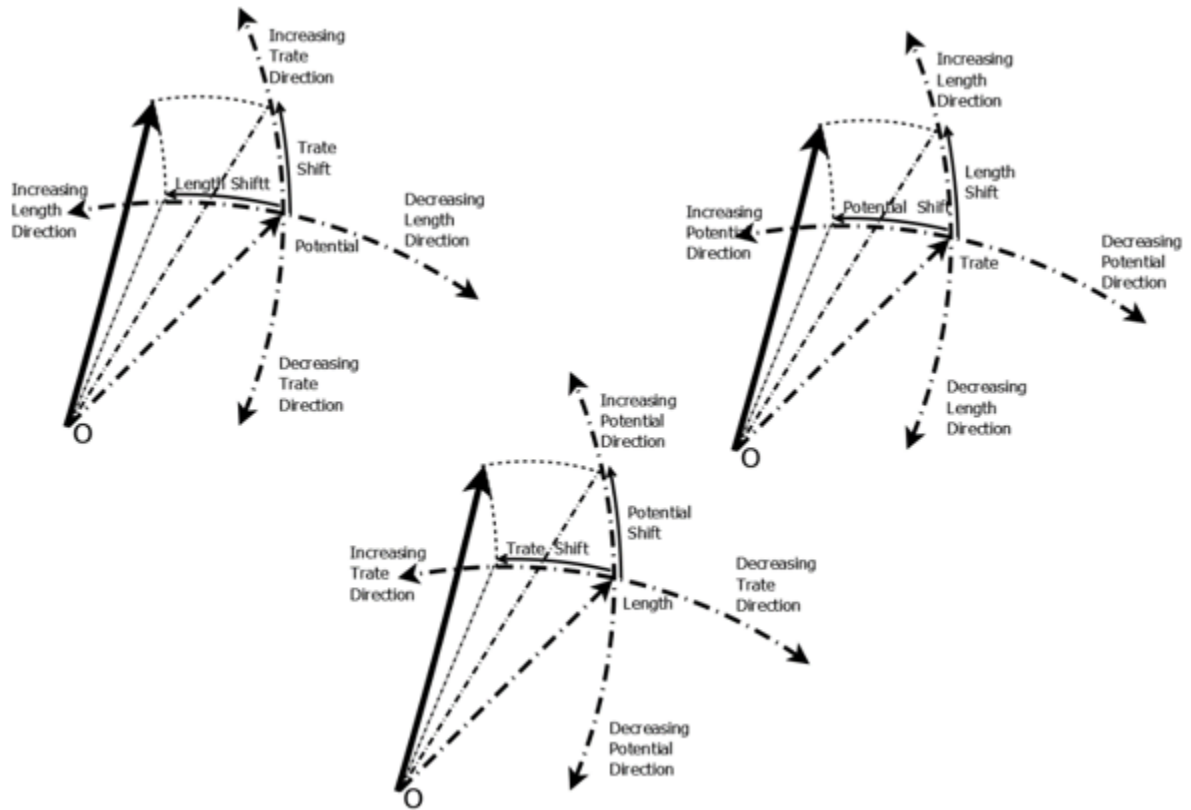 Increasing
Trate
Direction
Trate
Shift
Length Shiftt
Increasing
Length
Direction
Decreasing
Length
Direction
Potential
Decreasing
Trate
Direction
O
Increasing
Length
Direction
Length
Shift
Potential Shift
Increasing
Potential
Direction
Decreasing
Potential
Direction
Trate
Decreasing
Length
Direction
O
Increasing
Potential
Direction
Potential
Shift
Trate Shift
Increasing
Trate
Direction
Decreasing
Trate
Direction
Length
Decreasing
Potential
Direction
O